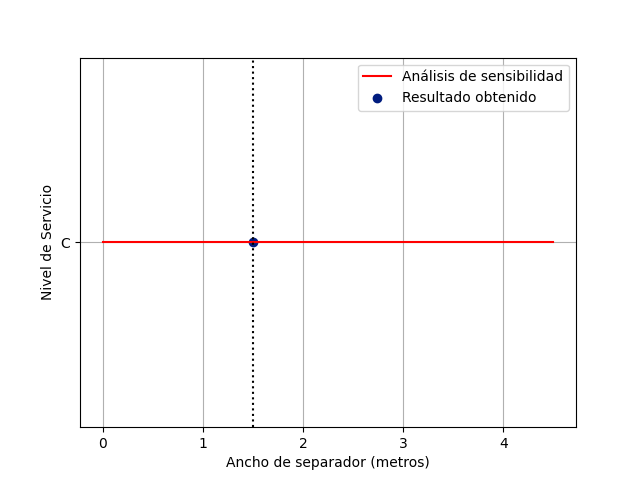 Análisis de sensibilidad
Resultado obtenido
Nivel de Servicio
C
0 1 2 3 4
Ancho de separador (metros)